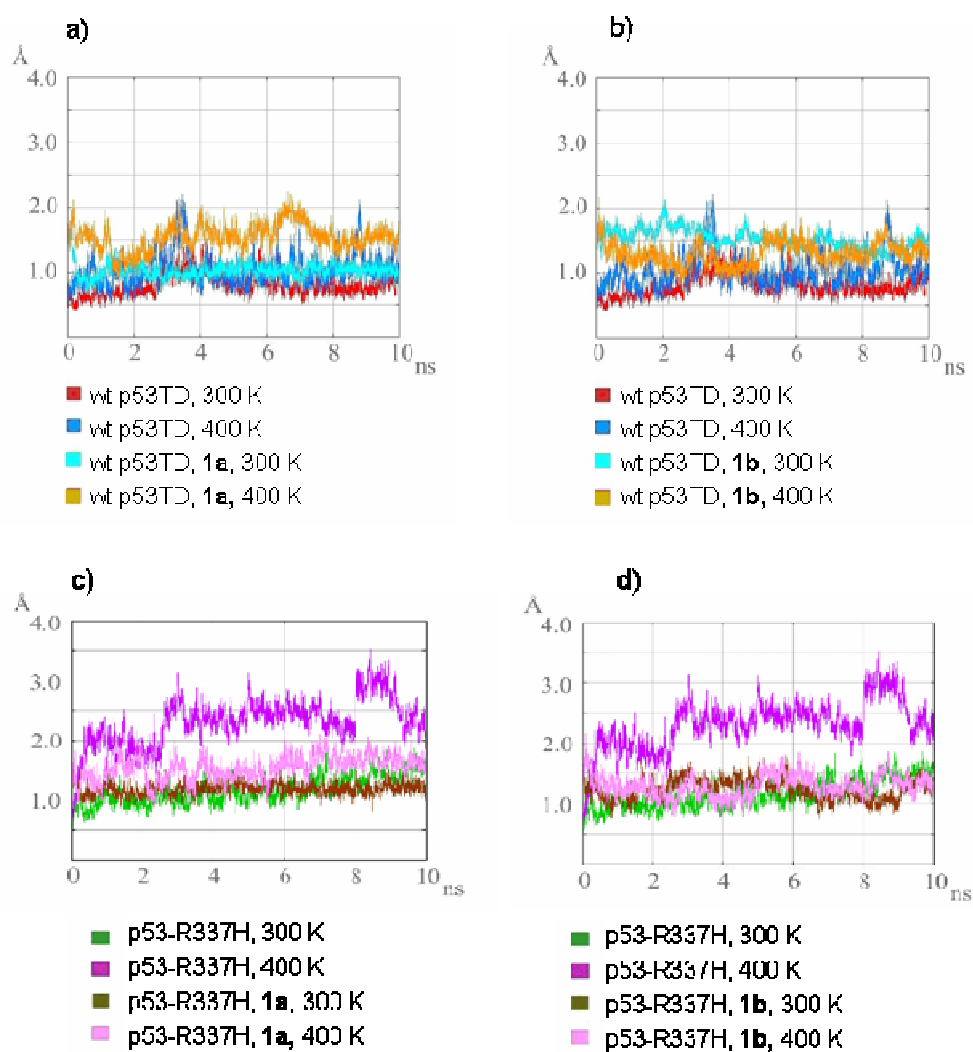 a)
Å
4.0
3.0
2.0
1.0
0 2 4 6 8 10
ns
wt p53TD, 300 K
wt p53TD, 400 K
wt p53TD, 1a, 300 K
wt p53TD, 1a, 400 K
b)
Å
4.0
3.0
2.0
1.0
0 2 4 6 8 10
ns
wt p53TD, 300 K
wt p53TD, 400 K
wt p53TD, 1b, 300 K
wt p53TD, 1b, 400 K
c)
Å
4.0
3.0
2.0
1.0
0 2 4 6 8 10
ns
p53-R337H, 300 K
p53-R337H, 400 K
p53-R337H, 1a, 300 K
p53-R337H, 1a, 400 K
d)
Å
4.0
3.0
2.0
1.0
0 2 4 6 8 10
ns
p53-R337H, 300 K
p53-R337H, 400 K
p53-R337H, 1b, 300 K
p53-R337H, 1b, 400 K